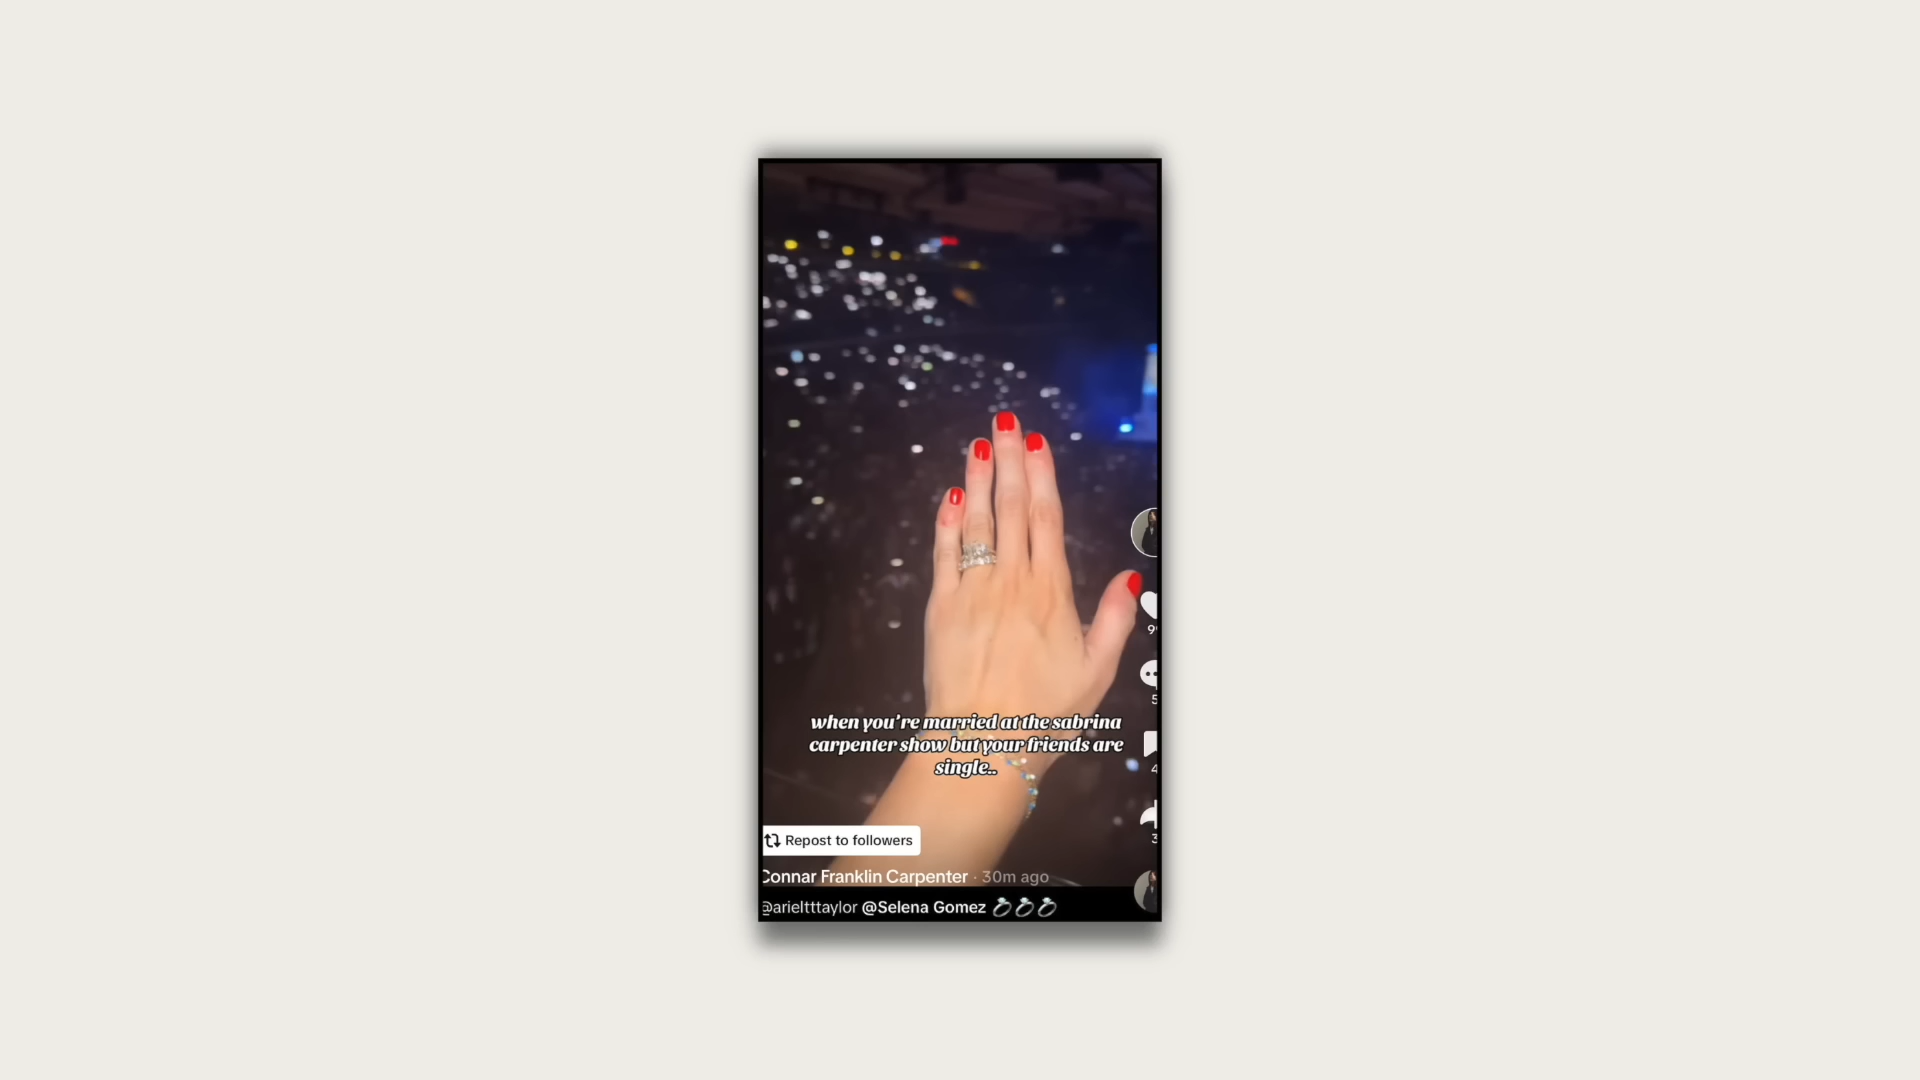 when you're married at the sabrina
carpenter show but your friends are
single..
Repost to followers
Connar Franklin Carpenter · 30m ago
@arieltttaylor @Selena Gomez 💍💍💍